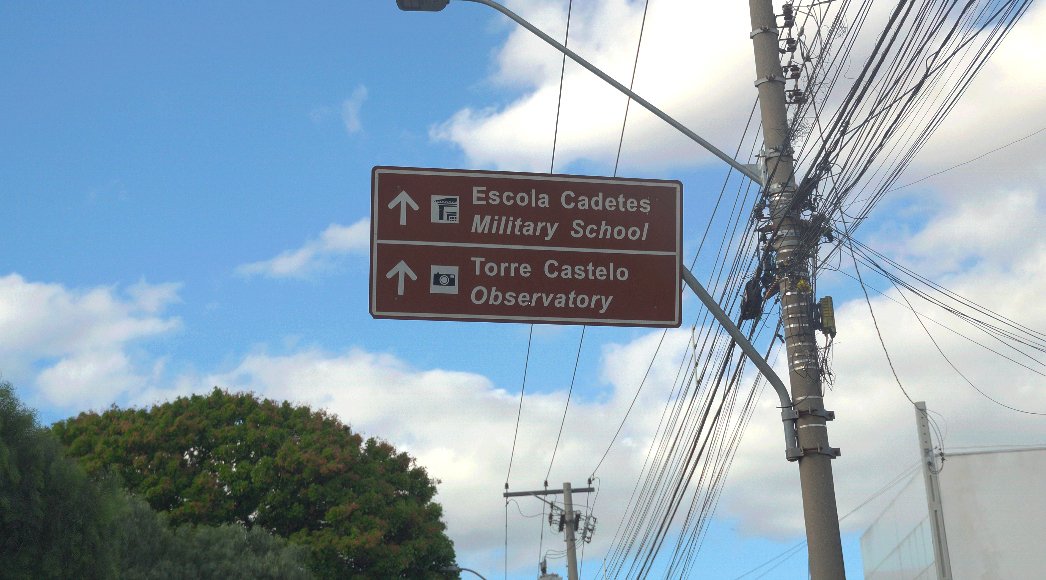 Escola Cadetes
Military School
Torre Castelo
Observatory